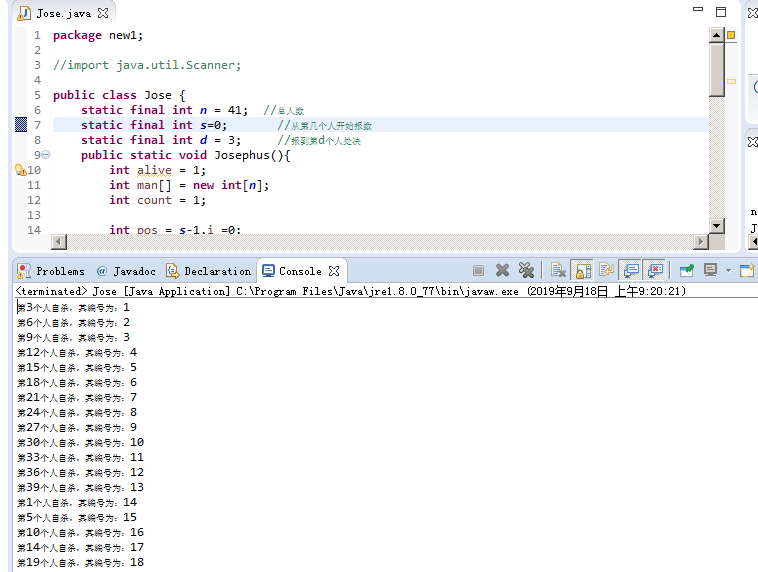 Jose.java
1 package new1;
2
3 //import java.util.Scanner;
4
5 public class Jose {
6 static final int n = 41; //总人数
7 static final int s=0; //从第几个人开始报数
8 static final int d = 3; //报到第d个人处决
9 public static void Josephus(){
10 int alive = 1;
11 int man[] = new int[n];
12 int count = 1;
13
14 int pos = s-1,i =0;
Problems @ Javadoc Declaration Console
<terminated> Jose [Java Application] C:\Program Files\Java\jre1.8.0_77\bin\javaw.exe (2019年9月18日 上午9:20:21)
第3个人自杀，其编号为：1
第6个人自杀，其编号为：2
第9个人自杀，其编号为：3
第12个人自杀，其编号为：4
第15个人自杀，其编号为：5
第18个人自杀，其编号为：6
第21个人自杀，其编号为：7
第24个人自杀，其编号为：8
第27个人自杀，其编号为：9
第30个人自杀，其编号为：10
第33个人自杀，其编号为：11
第36个人自杀，其编号为：12
第39个人自杀，其编号为：13
第1个人自杀，其编号为：14
第5个人自杀，其编号为：15
第10个人自杀，其编号为：16
第14个人自杀，其编号为：17
第19个人自杀，其编号为：18